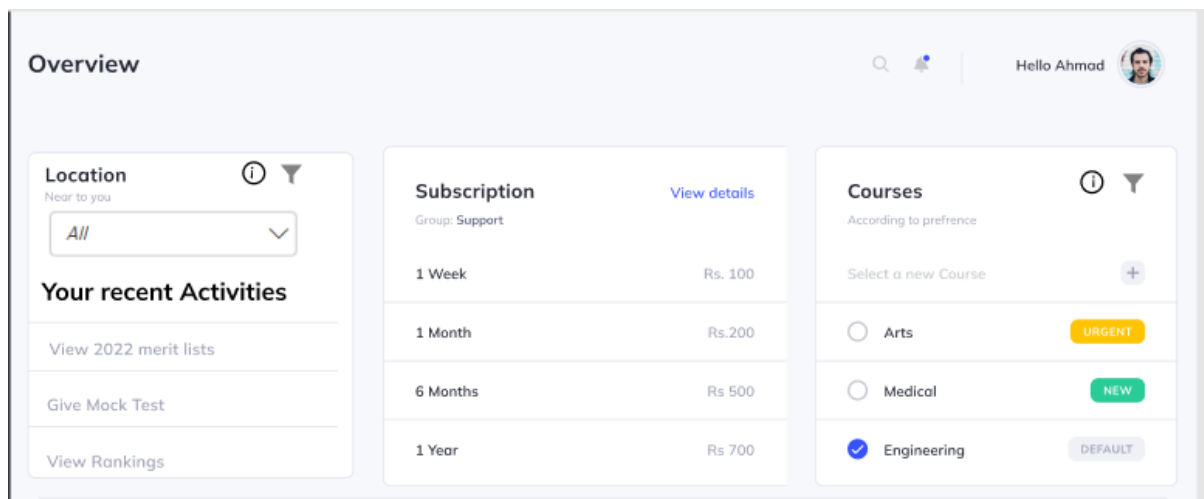 Overview
Hello Ahmad
Location
Near to you
All
Your recent Activities
View 2022 merit lists
Give Mock Test
View Rankings
Subscription
View details
Group: Support
1 Week Rs. 100
1 Month Rs.200
6 Months Rs 500
1 Year Rs 700
Courses
According to prefrence
Select a new Course +
Arts URGENT
Medical NEW
Engineering DEFAULT